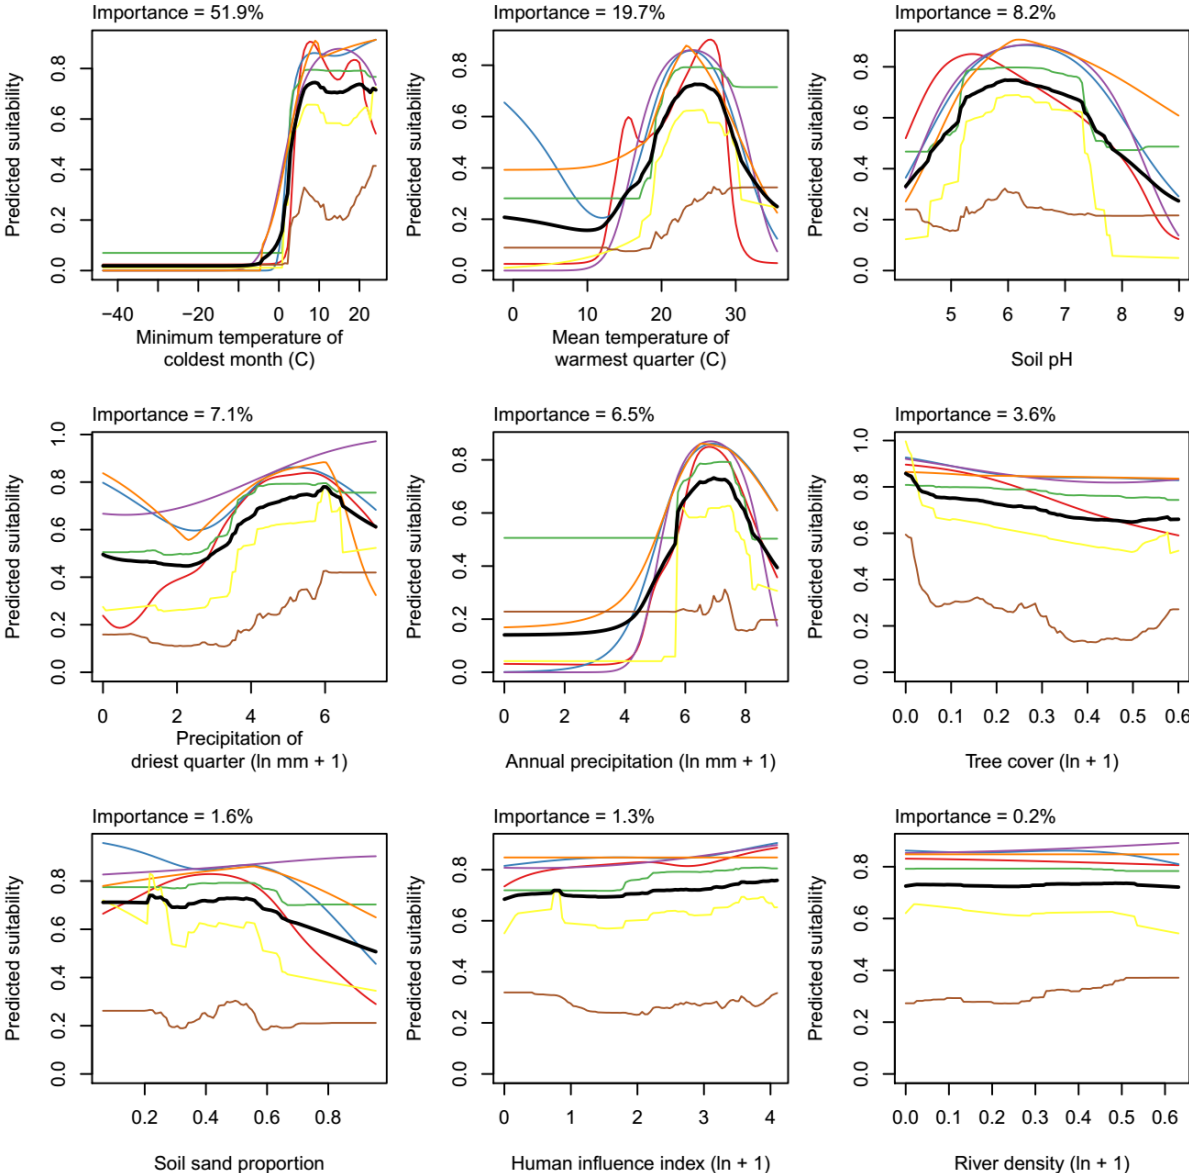 Importance = 51.9%
Predicted suitability
0.0 0.2 0.4 0.6 0.8
−40 −20 0 10 20
Minimum temperature of
coldest month (C)
Importance = 19.7%
Predicted suitability
0.0 0.2 0.4 0.6 0.8
0 10 20 30
Mean temperature of
warmest quarter (C)
Importance = 8.2%
Predicted suitability
0.0 0.2 0.4 0.6 0.8
5 6 7 8 9
Soil pH
Importance = 7.1%
Predicted suitability
0.0 0.2 0.4 0.6 0.8 1.0
0 2 4 6
Precipitation of
driest quarter (ln mm + 1)
Importance = 6.5%
Predicted suitability
0.0 0.2 0.4 0.6 0.8
0 2 4 6 8
Annual precipitation (ln mm + 1)
Importance = 3.6%
Predicted suitability
0.0 0.2 0.4 0.6 0.8 1.0
0.0 0.1 0.2 0.3 0.4 0.5 0.6
Tree cover (ln + 1)
Importance = 1.6%
Predicted suitability
0.0 0.2 0.4 0.6 0.8
0.2 0.4 0.6 0.8
Soil sand proportion
Importance = 1.3%
Predicted suitability
0.0 0.2 0.4 0.6 0.8
0 1 2 3 4
Human influence index (ln + 1)
Importance = 0.2%
Predicted suitability
0.0 0.2 0.4 0.6 0.8
0.0 0.1 0.2 0.3 0.4 0.5 0.6
River density (ln + 1)